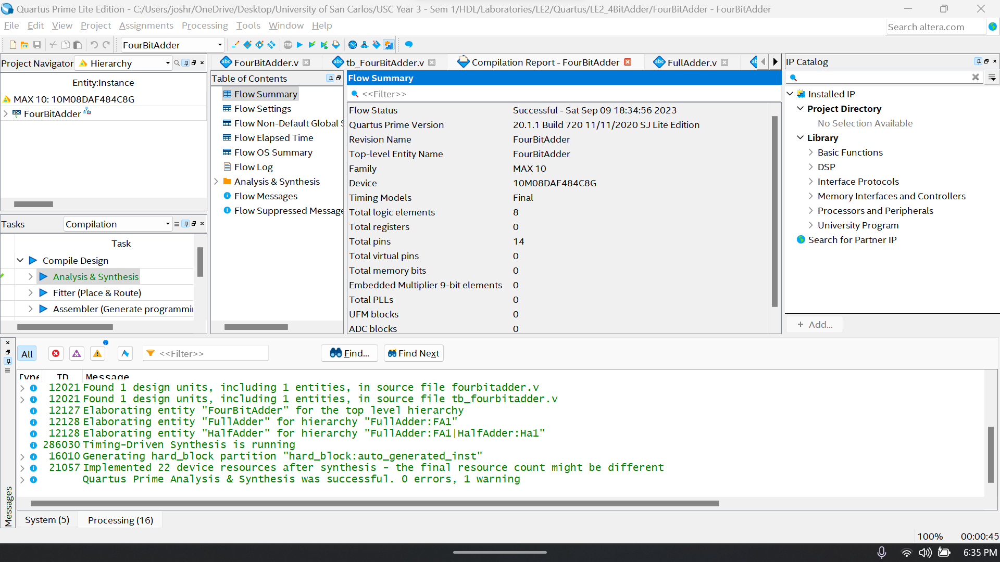 Quartus Prime Lite Edition - C:/Users/joshr/OneDrive/Desktop/University of San Carlos/USC Year 3 - Sem 1/HDL/Laboratories/LE2/Quartus/LE2_4BitAdder/FourBitAdder - FourBitAdder
File Edit View Project Assignments Processing Tools Window Help
Search altera.com
FourBitAdder
Project Navigator Hierarchy
Entity:Instance
MAX 10: 10M08DAF484C8G
FourBitAdder
Tasks Compilation
Task
Compile Design
Analysis & Synthesis
Fitter (Place & Route)
Assembler (Generate programmin
FourBitAdder.v tb_FourBitAdder.v Compilation Report - FourBitAdder FullAdder.v
Table of Contents
Flow Summary
Flow Settings
Flow Non-Default Global S
Flow Elapsed Time
Flow OS Summary
Flow Log
Analysis & Synthesis
Flow Messages
Flow Suppressed Message
Flow Summary
<<Filter>>
Flow Status Successful - Sat Sep 09 18:34:56 2023
Quartus Prime Version 20.1.1 Build 720 11/11/2020 SJ Lite Edition
Revision Name FourBitAdder
Top-level Entity Name FourBitAdder
Family MAX 10
Device 10M08DAF484C8G
Timing Models Final
Total logic elements 8
Total registers 0
Total pins 14
Total virtual pins 0
Total memory bits 0
Embedded Multiplier 9-bit elements 0
Total PLLs 0
UFM blocks 0
ADC blocks 0
IP Catalog
Installed IP
Project Directory
No Selection Available
Library
Basic Functions
DSP
Interface Protocols
Memory Interfaces and Controllers
Processors and Peripherals
University Program
Search for Partner IP
+ Add...
All <<Filter>> Find... Find Next
Type ID Message
12021 Found 1 design units, including 1 entities, in source file fourbitadder.v
12021 Found 1 design units, including 1 entities, in source file tb_fourbitadder.v
12127 Elaborating entity "FourBitAdder" for the top level hierarchy
12128 Elaborating entity "FullAdder" for hierarchy "FullAdder:FA1"
12128 Elaborating entity "HalfAdder" for hierarchy "FullAdder:FA1|HalfAdder:Ha1"
286030 Timing-Driven Synthesis is running
16010 Generating hard_block partition "hard_block:auto_generated_inst"
21057 Implemented 22 device resources after synthesis - the final resource count might be different
Quartus Prime Analysis & Synthesis was successful. 0 errors, 1 warning
Messages
System (5) Processing (16)
100% 00:00:45
6:35 PM